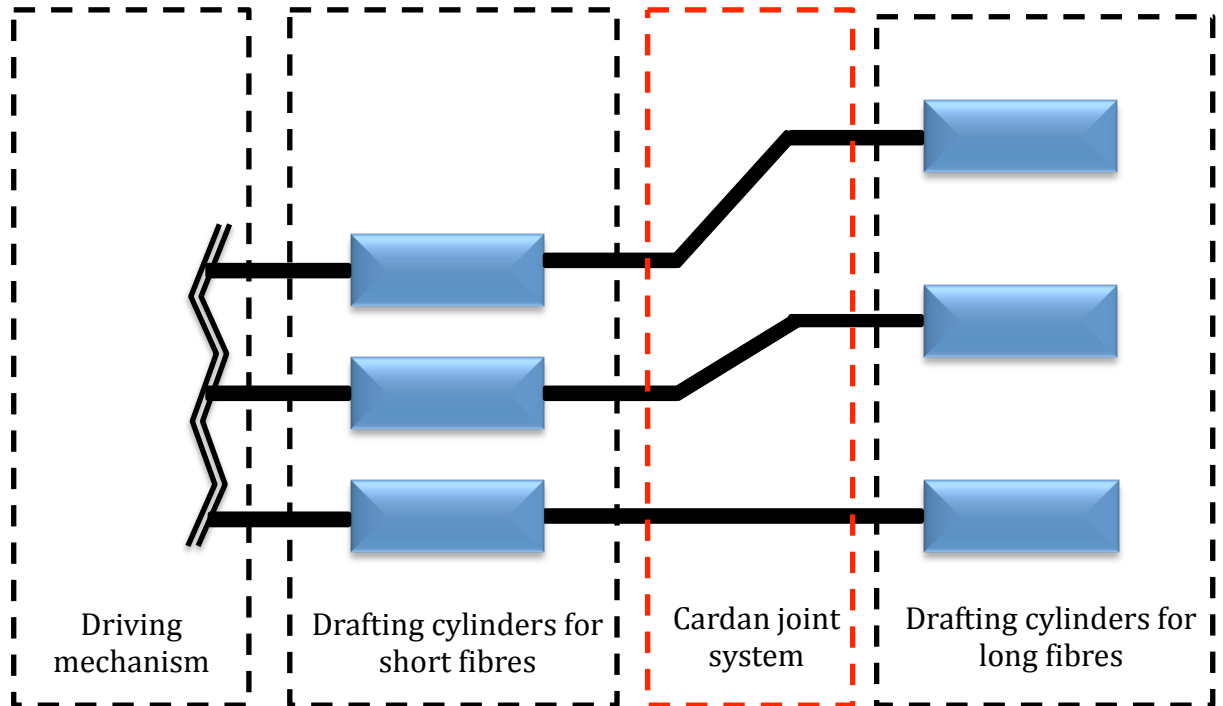 Driving
mechanism
Drafting cylinders for
short fibres
Cardan joint
system
Drafting cylinders for
long fibres